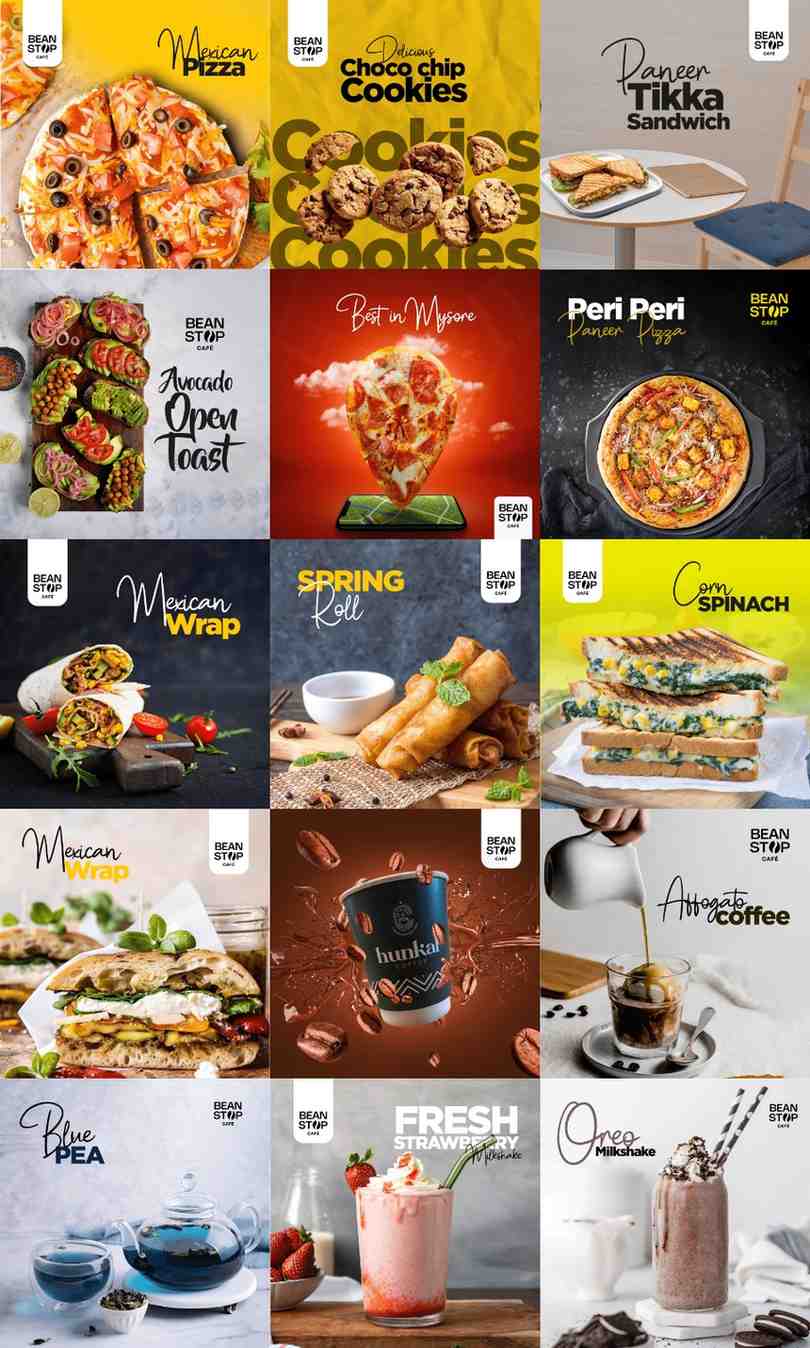 BEAN
STOP
CAFÉ
Mexican
Pizza
BEAN
STOP
CAFÉ
Delicious
Choco chip
Cookies
Cookies
Cookies
Cookies
BEAN
STOP
CAFÉ
Paneer
Tikka
Sandwich
BEAN
STOP
CAFÉ
Avocado
Open
Toast
Best in Mysore
BEAN
STOP
CAFÉ
Peri Peri
Paneer Pizza
BEAN
STOP
CAFÉ
BEAN
STOP
CAFÉ
Mexican
Wrap
SPRING
Roll
BEAN
STOP
CAFÉ
BEAN
STOP
CAFÉ
Corn
SPINACH
Mexican
Wrap
BEAN
STOP
CAFÉ
BEAN
STOP
CAFÉ
hunkal
COFFEE
BEAN
STOP
CAFÉ
Affogato
coffee
Blue
PEA
BEAN
STOP
CAFÉ
BEAN
STOP
CAFÉ
FRESH
STRAWBERRY
Milkshake
Oreo
Milkshake
BEAN
STOP
CAFÉ